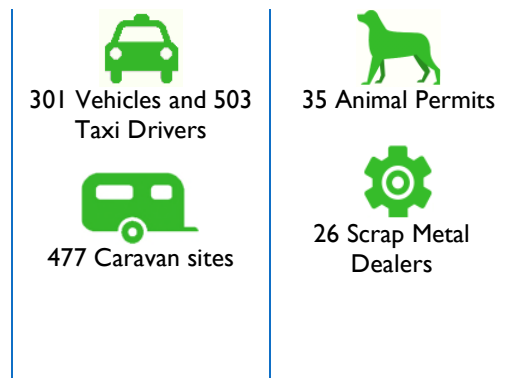 301 Vehicles and 503
Taxi Drivers
477 Caravan sites
35 Animal Permits
26 Scrap Metal
Dealers